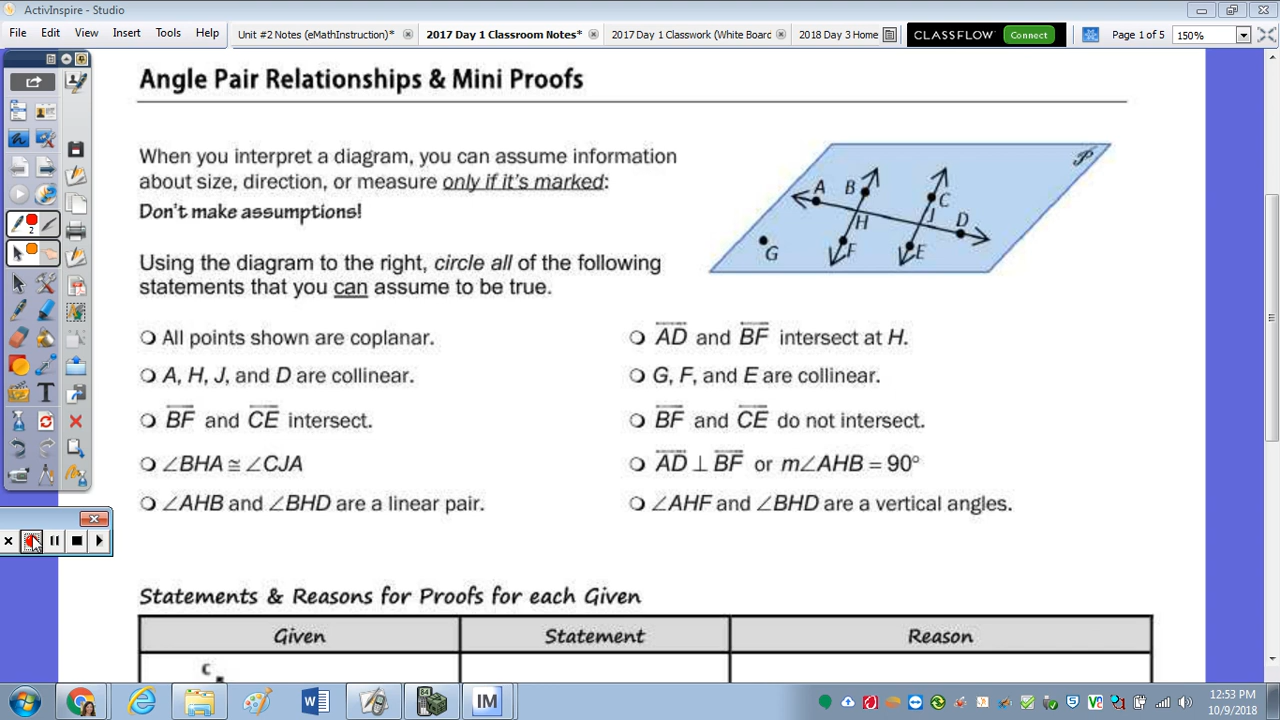 ActivInspire - Studio
File Edit View Insert Tools Help
Unit #2 Notes (eMathInstruction)*
2017 Day 1 Classroom Notes*
2017 Day 1 Classwork (White Board
2018 Day 3 Home
CLASSFLOW Connect
Page 1 of 5
150%
2
Angle Pair Relationships & Mini Proofs
When you interpret a diagram, you can assume information
about size, direction, or measure only if it's marked:
Don't make assumptions!
Using the diagram to the right, circle all of the following
statements that you can assume to be true.
P
A B C
H J D
G F E
All points shown are coplanar.
AD and BF intersect at H.
A, H, J, and D are collinear.
G, F, and E are collinear.
BF and CE intersect.
BF and CE do not intersect.
∠BHA ≅ ∠CJA
AD ⊥ BF or m∠AHB = 90°
∠AHB and ∠BHD are a linear pair.
∠AHF and ∠BHD are a vertical angles.
Statements & Reasons for Proofs for each Given
Given Statement Reason
C
IM
12:53 PM
10/9/2018